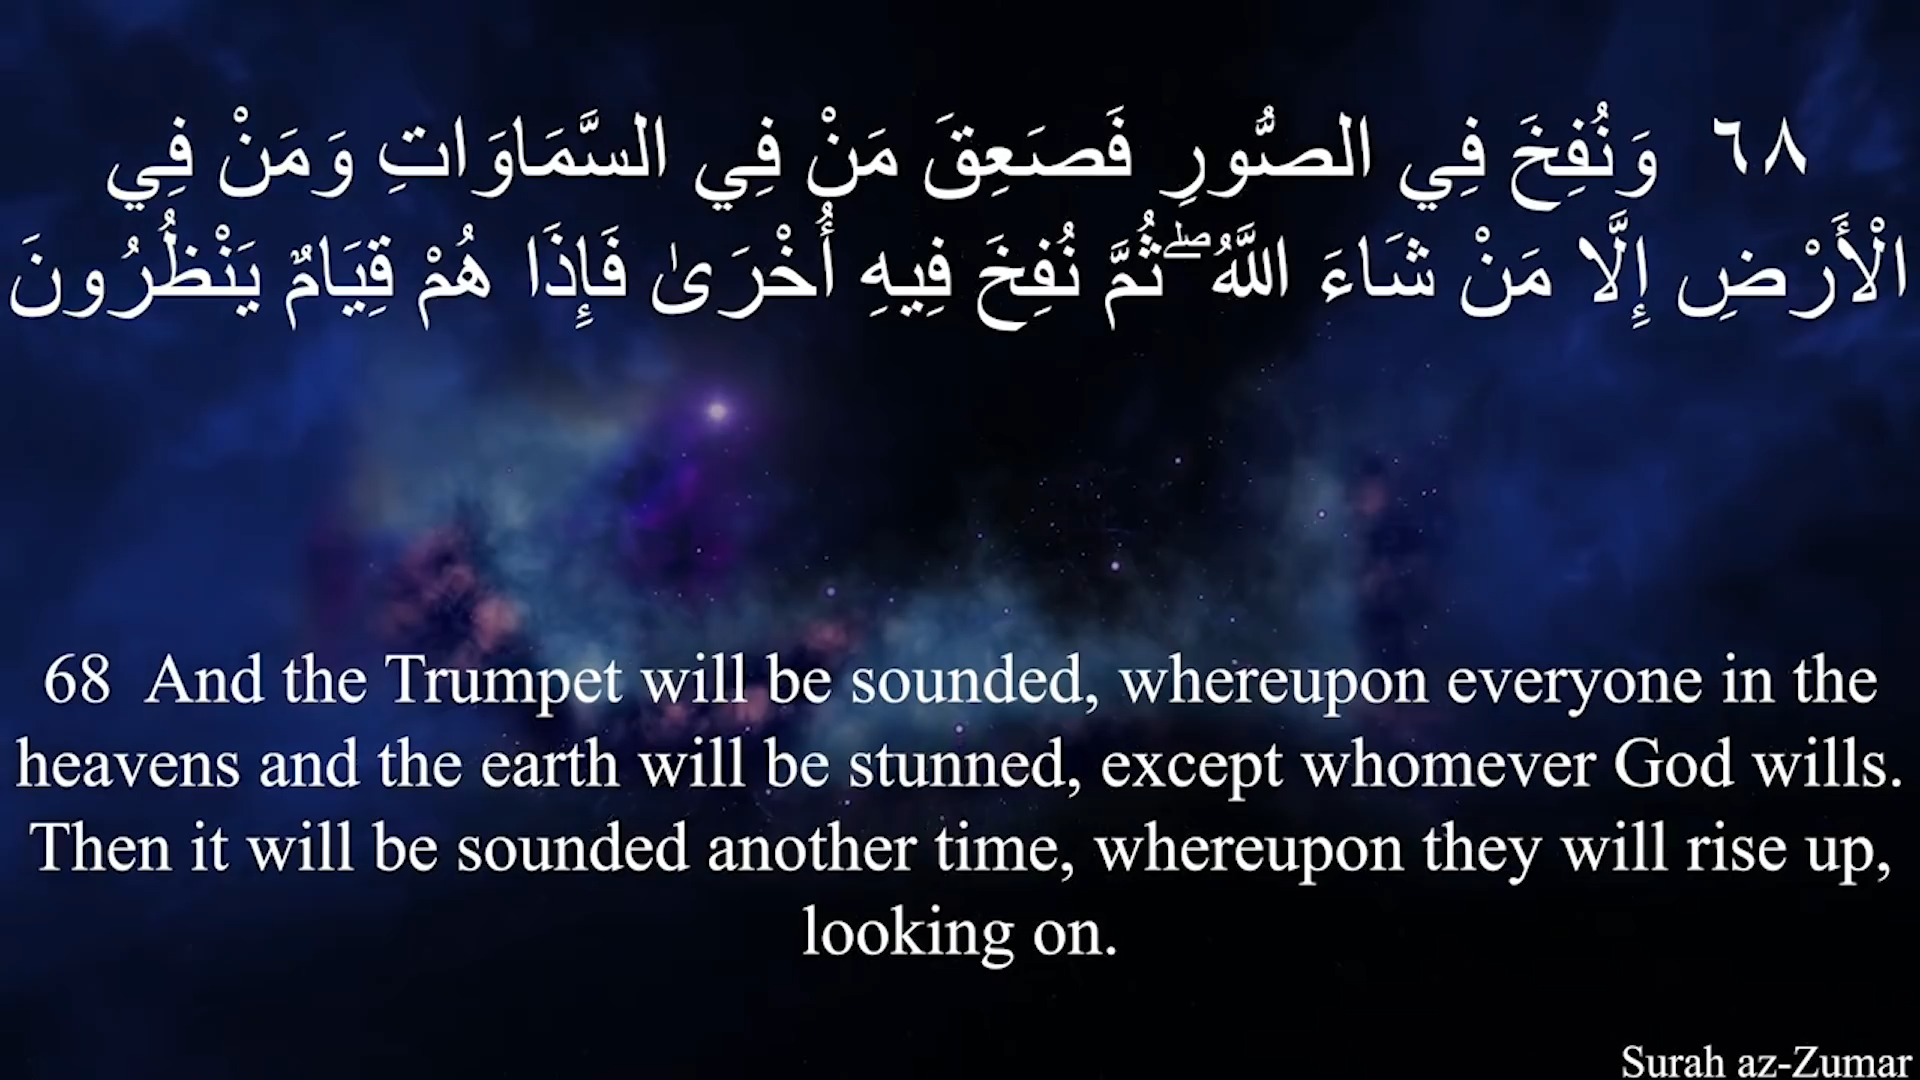 ٦٨ وَنُفِخَ فِي الصُّورِ فَصَعِقَ مَنْ فِي السَّمَاوَاتِ وَمَنْ فِي
الْأَرْضِ إِلَّا مَنْ شَاءَ اللَّهُ ۖ ثُمَّ نُفِخَ فِيهِ أُخْرَىٰ فَإِذَا هُمْ قِيَامٌ يَنْظُرُونَ
68 And the Trumpet will be sounded, whereupon everyone in the
heavens and the earth will be stunned, except whomever God wills.
Then it will be sounded another time, whereupon they will rise up,
looking on.
Surah az-Zumar